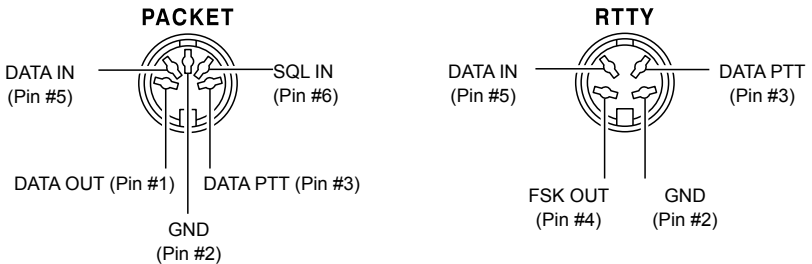 PACKET
DATA IN
(Pin #5)
SQL IN
(Pin #6)
DATA OUT (Pin #1)
DATA PTT (Pin #3)
GND
(Pin #2)
RTTY
DATA IN
(Pin #5)
DATA PTT
(Pin #3)
FSK OUT
(Pin #4)
GND
(Pin #2)